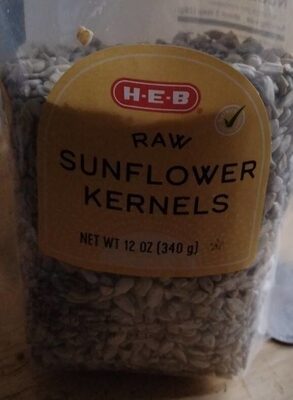 H-E-B
RAW
SUNFLOWER
KERNELS
NET WT 12 OZ (340 g)